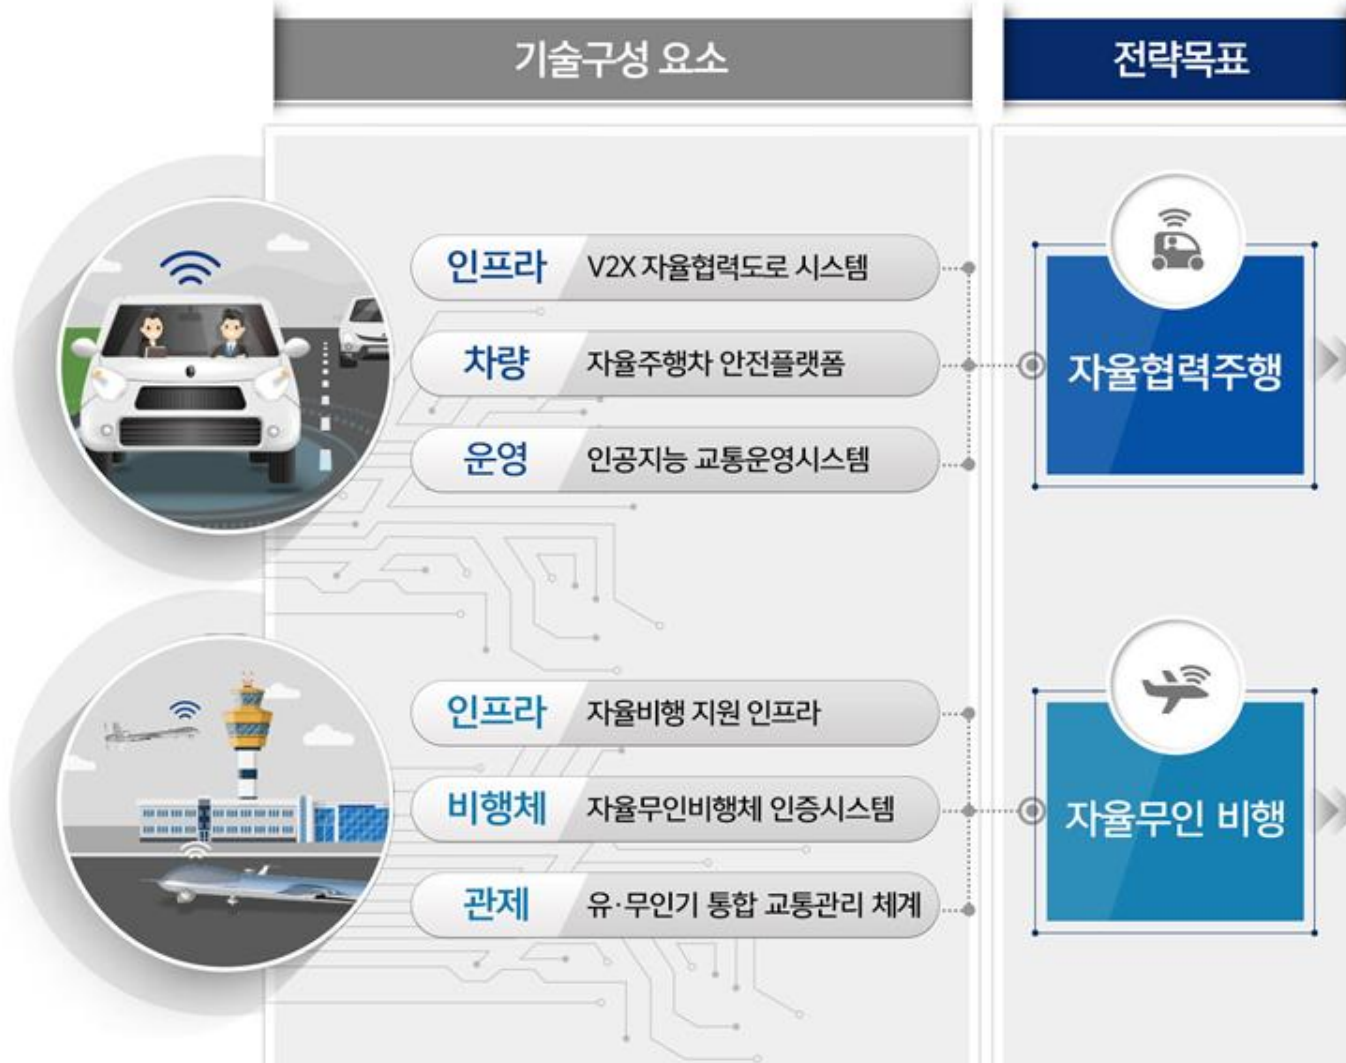 기술구성 요소
전략목표
인프라 V2X 자율협력도로 시스템
차량 자율주행차 안전플랫폼
운영 인공지능 교통운영시스템
자율협력주행
인프라 자율비행 지원 인프라
비행체 자율무인비행체 인증시스템
관제 유·무인기 통합 교통관리 체계
자율무인 비행